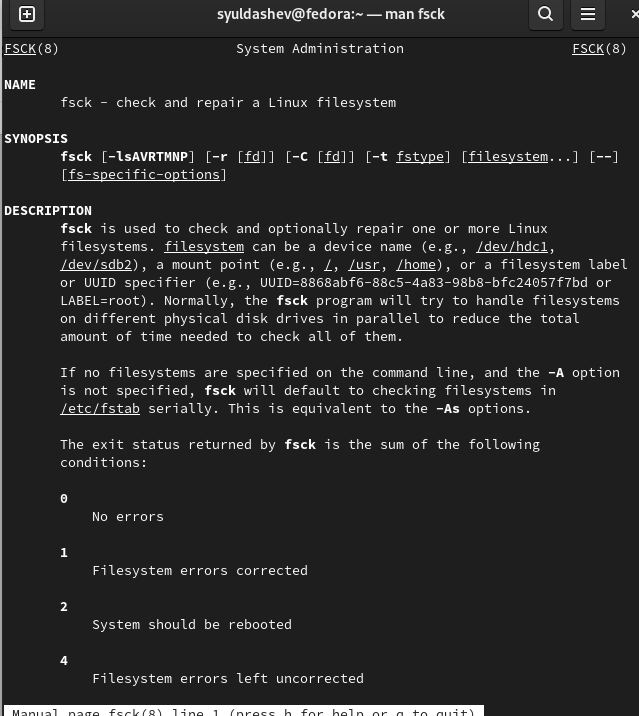 syuldashev@fedora:~ — man fsck
FSCK(8) System Administration FSCK(8)
NAME
fsck - check and repair a Linux filesystem
SYNOPSIS
fsck [-lsAVRTMNP] [-r [fd]] [-C [fd]] [-t fstype] [filesystem...] [--]
[fs-specific-options]
DESCRIPTION
fsck is used to check and optionally repair one or more Linux
filesystems. filesystem can be a device name (e.g., /dev/hdc1,
/dev/sdb2), a mount point (e.g., /, /usr, /home), or a filesystem label
or UUID specifier (e.g., UUID=8868abf6-88c5-4a83-98b8-bfc24057f7bd or
LABEL=root). Normally, the fsck program will try to handle filesystems
on different physical disk drives in parallel to reduce the total
amount of time needed to check all of them.
If no filesystems are specified on the command line, and the -A option
is not specified, fsck will default to checking filesystems in
/etc/fstab serially. This is equivalent to the -As options.
The exit status returned by fsck is the sum of the following
conditions:
0
No errors
1
Filesystem errors corrected
2
System should be rebooted
4
Filesystem errors left uncorrected
Manual page fsck(8) line 1 (press h for help or q to quit)